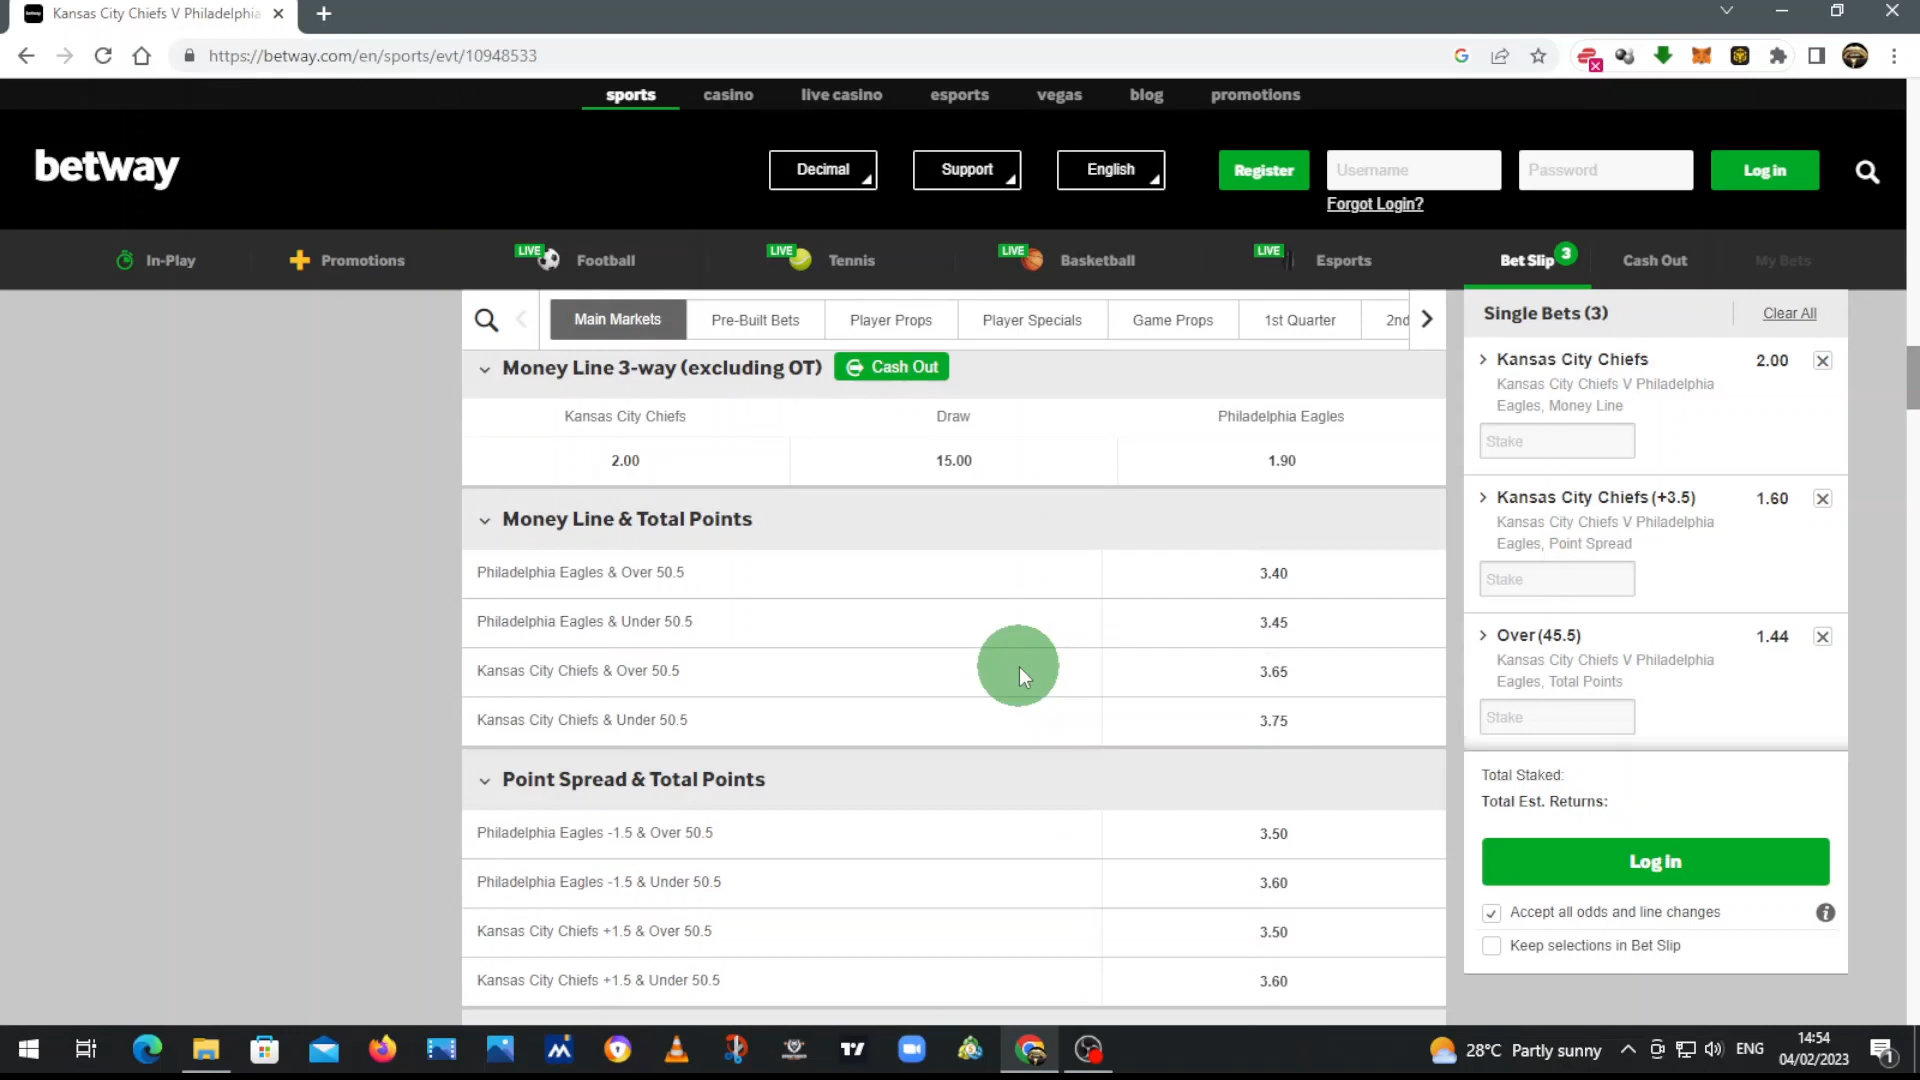 Kansas City Chiefs V Philadelphia
https://betway.com/en/sports/evt/10948533
sports casino live casino esports vegas blog promotions
betway
Decimal Support English Register Username Password Log in
Forgot Login?
In-Play Promotions LIVE Football LIVE Tennis LIVE Basketball LIVE Esports Bet Slip 3 Cash Out My Bets
Main Markets Pre-Built Bets Player Props Player Specials Game Props 1st Quarter 2nd
Money Line 3-way (excluding OT) Cash Out
Kansas City Chiefs Draw Philadelphia Eagles
2.00 15.00 1.90
Money Line & Total Points
Philadelphia Eagles & Over 50.5 3.40
Philadelphia Eagles & Under 50.5 3.45
Kansas City Chiefs & Over 50.5 3.65
Kansas City Chiefs & Under 50.5 3.75
Point Spread & Total Points
Philadelphia Eagles -1.5 & Over 50.5 3.50
Philadelphia Eagles -1.5 & Under 50.5 3.60
Kansas City Chiefs +1.5 & Over 50.5 3.50
Kansas City Chiefs +1.5 & Under 50.5 3.60
Single Bets (3) Clear All
Kansas City Chiefs 2.00
Kansas City Chiefs V Philadelphia
Eagles, Money Line
Stake
Kansas City Chiefs (+3.5) 1.60
Kansas City Chiefs V Philadelphia
Eagles, Point Spread
Stake
Over (45.5) 1.44
Kansas City Chiefs V Philadelphia
Eagles, Total Points
Stake
Total Staked:
Total Est. Returns:
Log in
Accept all odds and line changes
Keep selections in Bet Slip
28°C Partly sunny ENG 14:54
04/02/2023 1